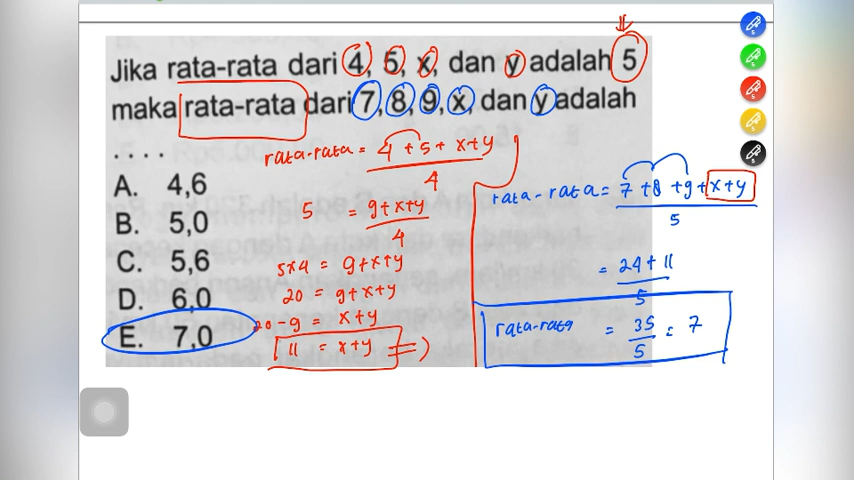 Jika rata-rata dari 4, 5, x, dan y adalah 5
maka rata-rata dari 7, 8, 9, x, dan y adalah
. . . .
A. 4,6
B. 5,0
C. 5,6
D. 6,0
E. 7,0
rata-rata = 4 + 5 + x + y
4
5 = 9 + x + y
4
5 x 4 = 9 + x + y
20 = 9 + x + y
20 - 9 = x + y
11 = x + y =>
rata-rata = 7 + 8 + 9 + x + y
5
= 24 + 11
5
rata-rata = 35 = 7
5